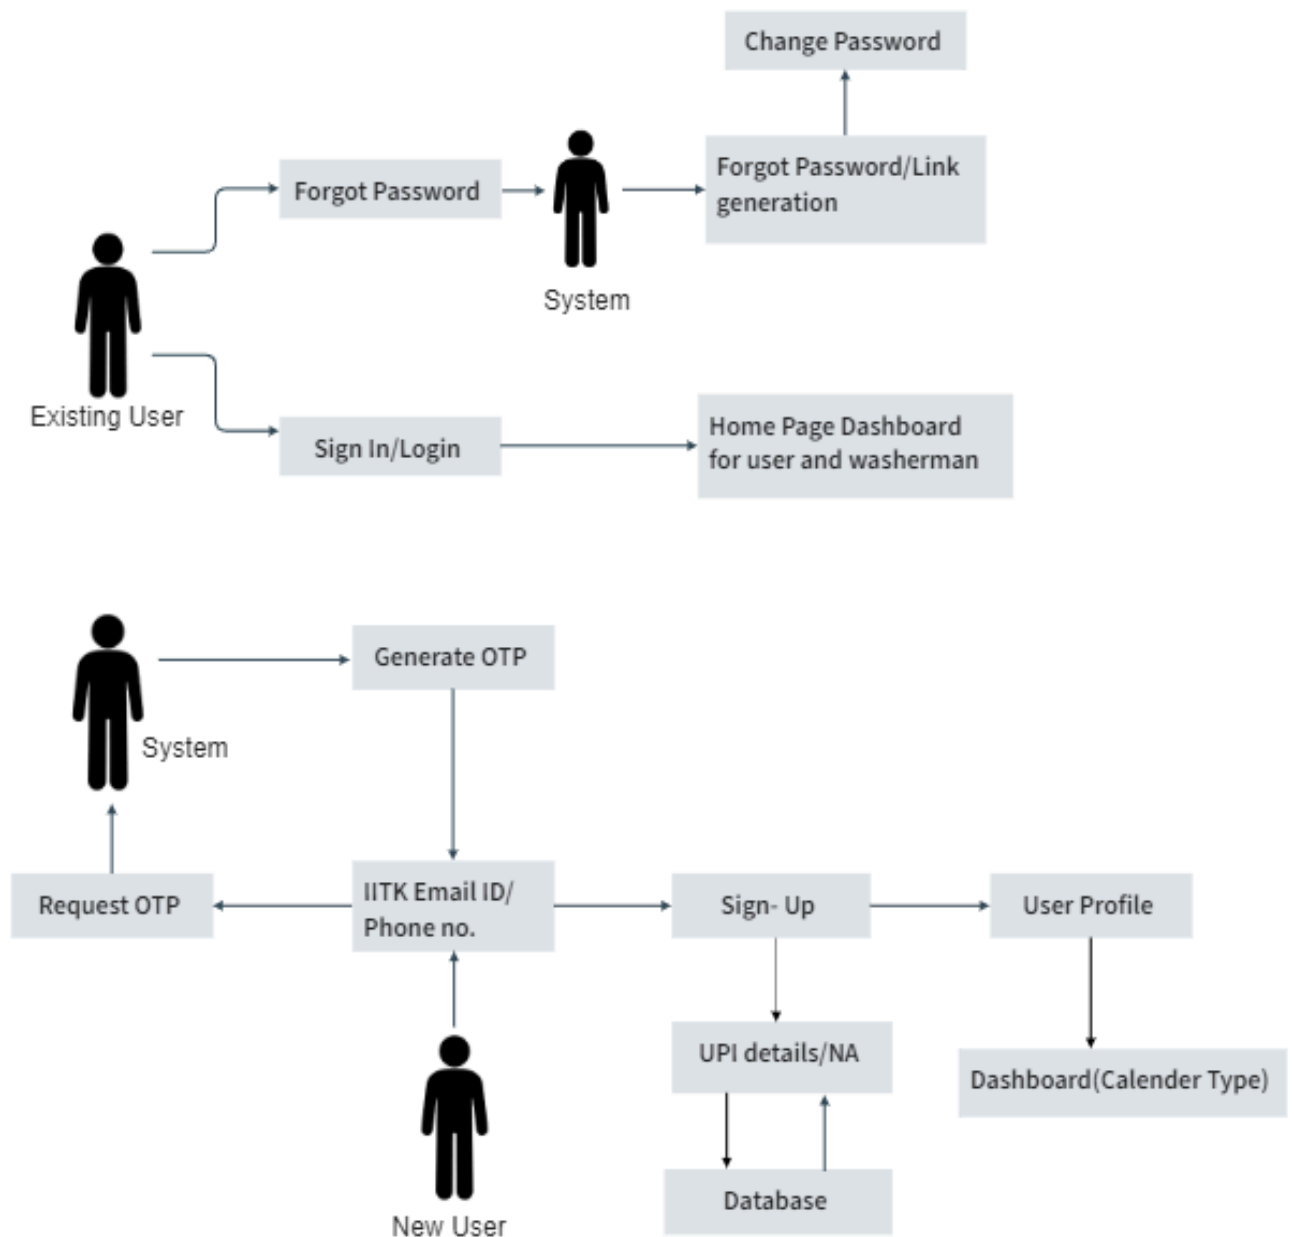 Change Password
Forgot Password
Forgot Password/Link
generation
System
Existing User
Sign In/Login
Home Page Dashboard
for user and washerman
Generate OTP
System
Request OTP
IITK Email ID/
Phone no.
Sign- Up
User Profile
UPI details/NA
Dashboard(Calender Type)
Database
New User